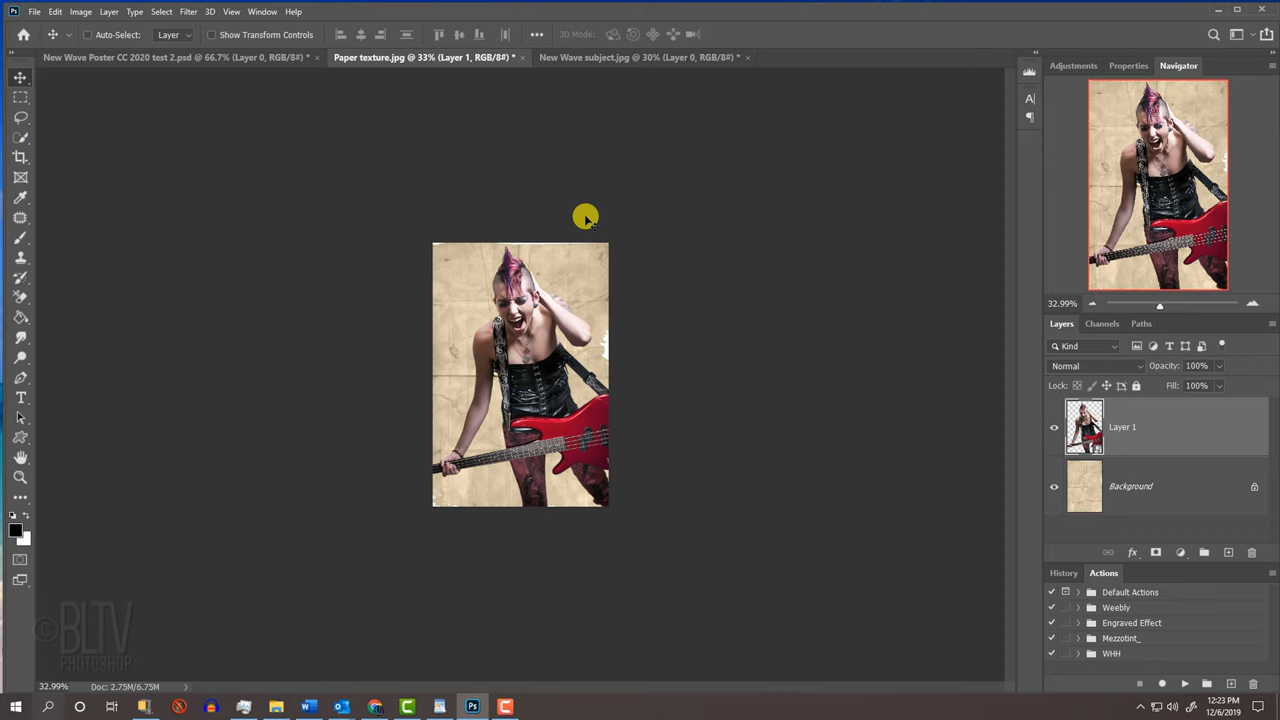 File Edit Image Layer Type Select Filter 3D View Window Help
Auto-Select: Layer Show Transform Controls 3D Mode:
New Wave Poster CC 2020 test 2.psd @ 66.7% (Layer 0, RGB/8#) * × Paper texture.jpg @ 33% (Layer 1, RGB/8#) * × New Wave subject.jpg @ 30% (Layer 0, RGB/8#) * ×
Adjustments Properties Navigator
32.99%
Layers Channels Paths
Kind
Normal Opacity: 100%
Lock: Fill: 100%
Layer 1
Background
History Actions
Default Actions
Weebly
Engraved Effect
Mezzotint_
WHH
© BLTV
PHOTOSHOP
32.99% Doc: 2.75M/6.75M
12:23 PM
12/6/2019